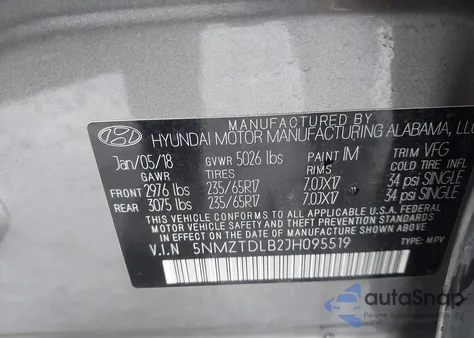 MANUFACTURED BY
HYUNDAI MOTOR MANUFACTURING ALABAMA, LLC
Jan/05/18 GVWR 5026 lbs PAINT IM TRIM VFG
GAWR TIRES RIMS COLD TIRE INF.
FRONT 2976 lbs 235/65R17 7.0JX17 34 psi SINGLE
REAR 3075 lbs 235/65R17 7.0JX17 34 psi SINGLE
THIS VEHICLE CONFORMS TO ALL APPLICABLE U.S.A. FEDERAL
MOTOR VEHICLE SAFETY AND THEFT PREVENTION STANDARDS
IN EFFECT ON THE DATE OF MANUFACTURE SHOWN ABOVE.
V.I.N 5NMZTDLB2JH095519 TYPE: MPV
autoSnap